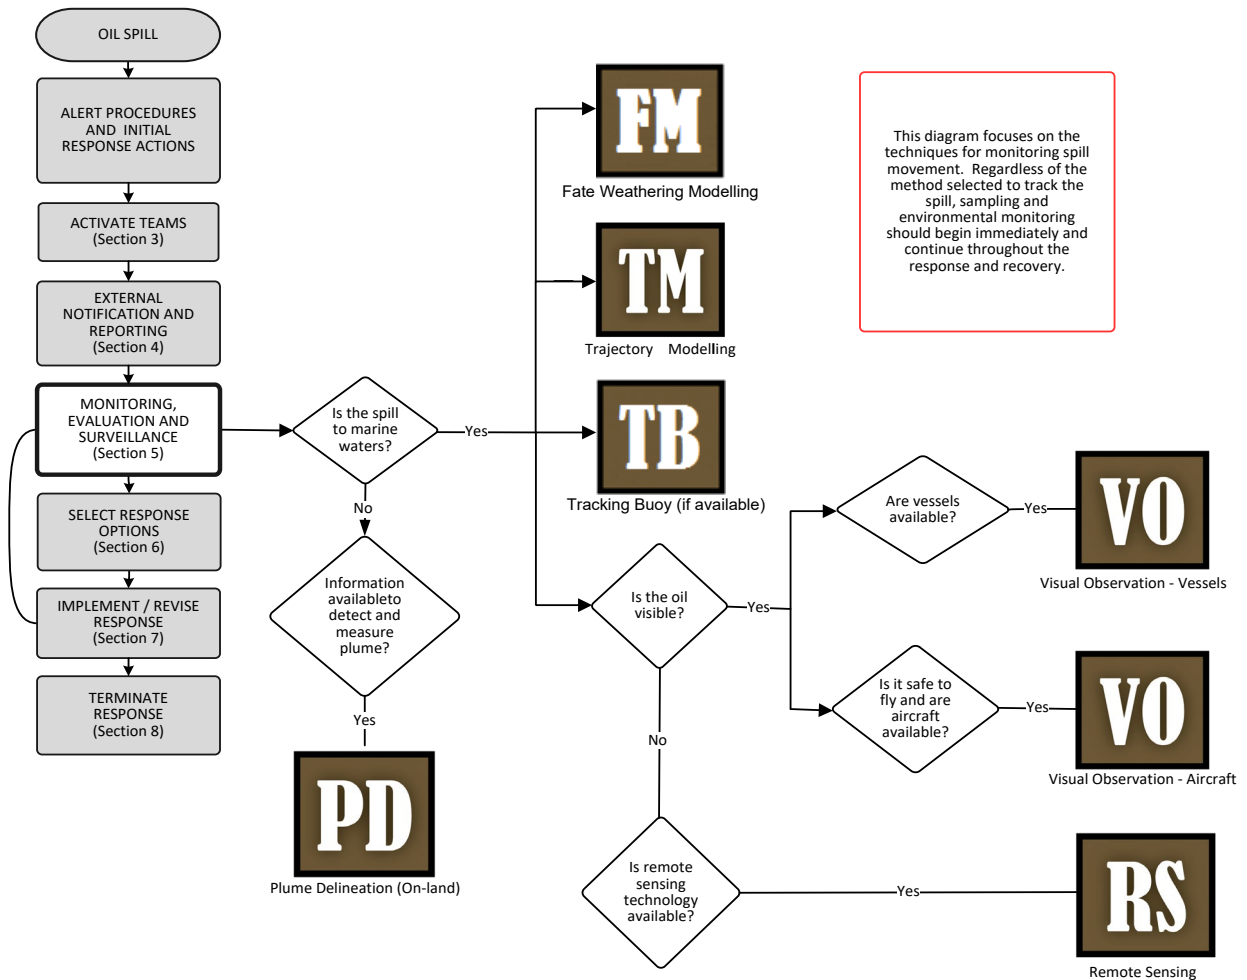 OIL SPILL
ALERT PROCEDURES
AND INITIAL
RESPONSE ACTIONS
ACTIVATE TEAMS
(Section 3)
EXTERNAL
NOTIFICATION AND
REPORTING
(Section 4)
MONITORING,
EVALUATION AND
SURVEILLANCE
(Section 5)
SELECT RESPONSE
OPTIONS
(Section 6)
IMPLEMENT / REVISE
RESPONSE
(Section 7)
TERMINATE
RESPONSE
(Section 8)
Is the spill
to marine
waters?
Yes
No
Information
availableto
detect and
measure
plume?
Yes
PD
Plume Delineation (On-land)
FM
Fate Weathering Modelling
TM
Trajectory Modelling
TB
Tracking Buoy (if available)
Is the oil
visible?
Yes
No
Are vessels
available?
Yes
VO
Visual Observation - Vessels
Is it safe to
fly and are
aircraft
available?
Yes
VO
Visual Observation - Aircraft
Is remote
sensing
technology
available?
Yes
RS
Remote Sensing
This diagram focuses on the
techniques for monitoring spill
movement. Regardless of the
method selected to track the
spill, sampling and
environmental monitoring
should begin immediately and
continue throughout the
response and recovery.